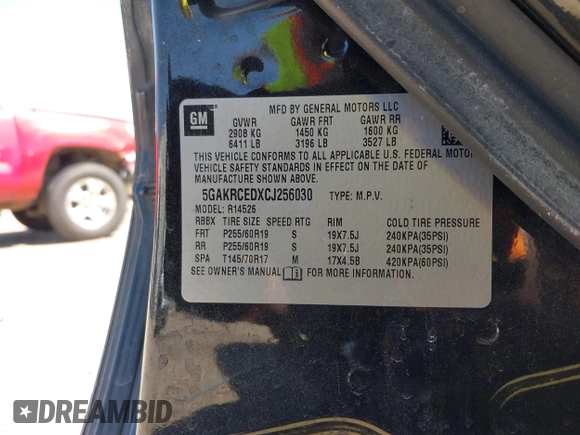 GM
MFD BY GENERAL MOTORS LLC
GVWR GAWR FRT GAWR RR
2908 KG 1450 KG 1600 KG
6411 LB 3196 LB 3527 LB
THIS VEHICLE CONFORMS TO ALL APPLICABLE U.S. FEDERAL MOTOR
VEHICLE SAFETY STANDARDS IN EFFECT ON THE DATE OF
MANUFACTURE SHOWN ABOVE.
5GAKRCEDXCJ256030 TYPE: M.P.V.
MODEL: R14526
RBBX TIRE SIZE SPEED RTG RIM COLD TIRE PRESSURE
FRT P255/60R19 S 19X7.5J 240KPA(35PSI)
RR P255/60R19 S 19X7.5J 240KPA(35PSI)
SPA T145/70R17 M 17X4.5B 420KPA(60PSI)
SEE OWNER'S MANUAL FOR MORE INFORMATION.
DREAMBID